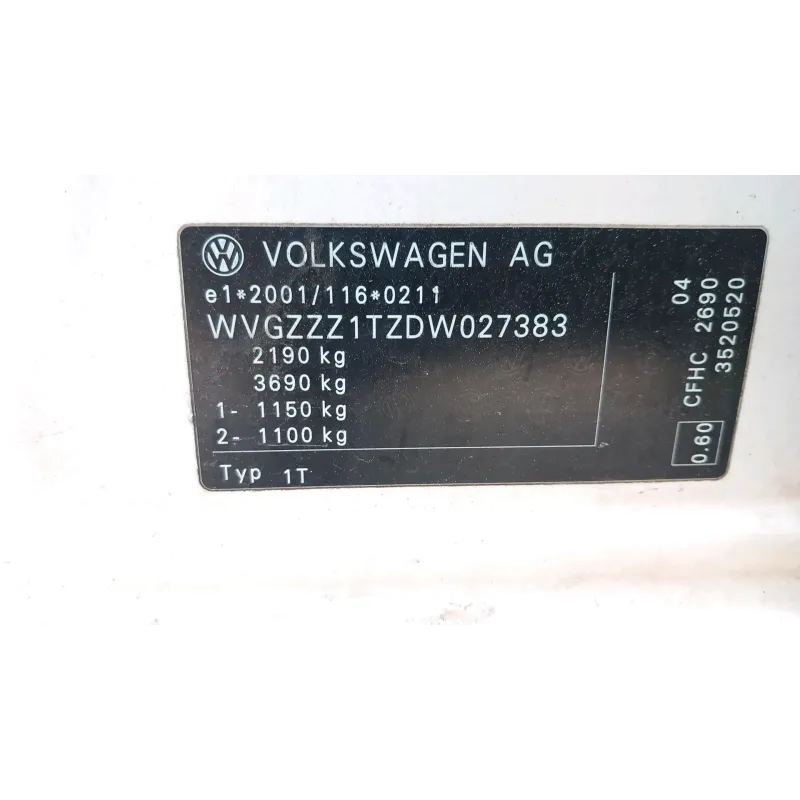 VOLKSWAGEN AG
e1*2001/116*0211
WVGZZZ1TZDW027383
2190 kg
3690 kg
1- 1150 kg
2- 1100 kg
Typ 1T
04
0.60 CFHC 2690
3520520